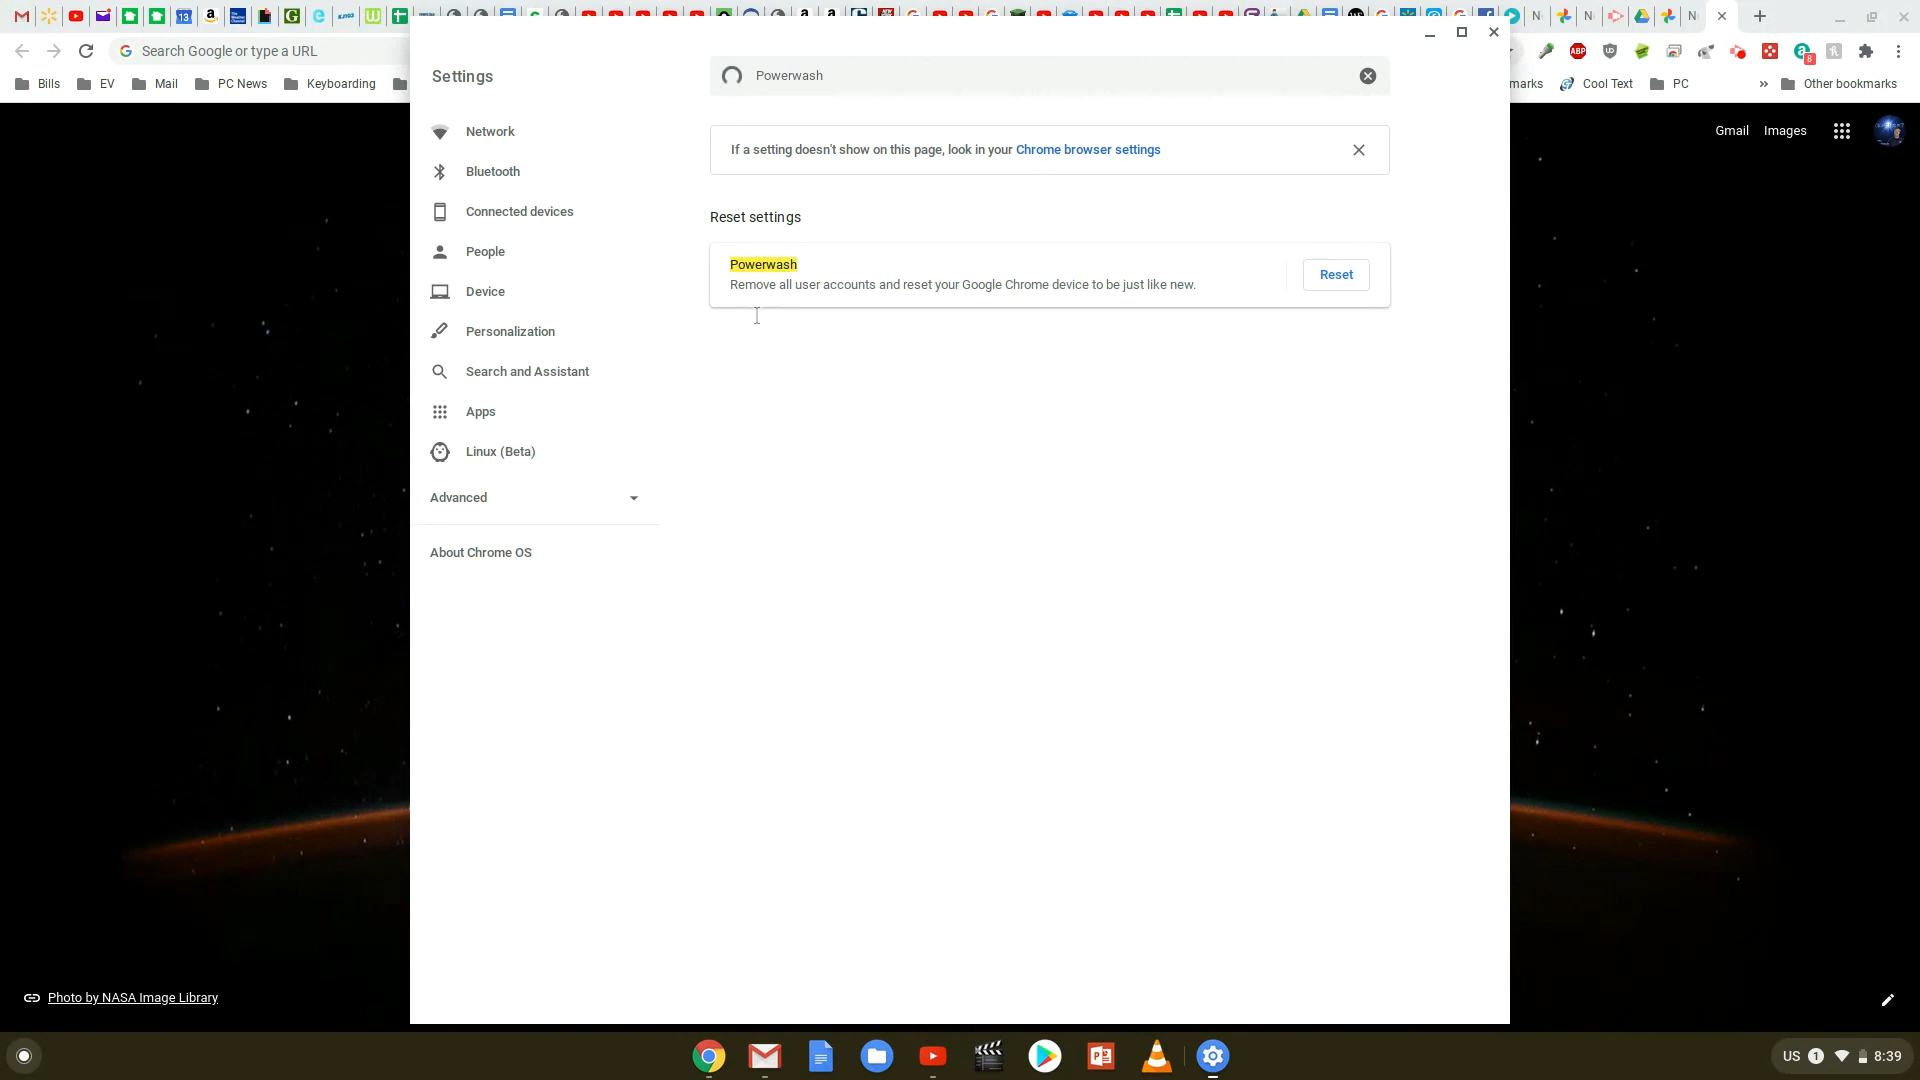 Search Google or type a URL
Bills
EV
Mail
PC News
Keyboarding
marks
Cool Text
PC
Other bookmarks
Gmail
Images
Settings
Powerwash
Network
Bluetooth
Connected devices
People
Device
Personalization
Search and Assistant
Apps
Linux (Beta)
Advanced
About Chrome OS
If a setting doesn't show on this page, look in your Chrome browser settings
Reset settings
Powerwash
Remove all user accounts and reset your Google Chrome device to be just like new.
Reset
Photo by NASA Image Library
US 1 8:39